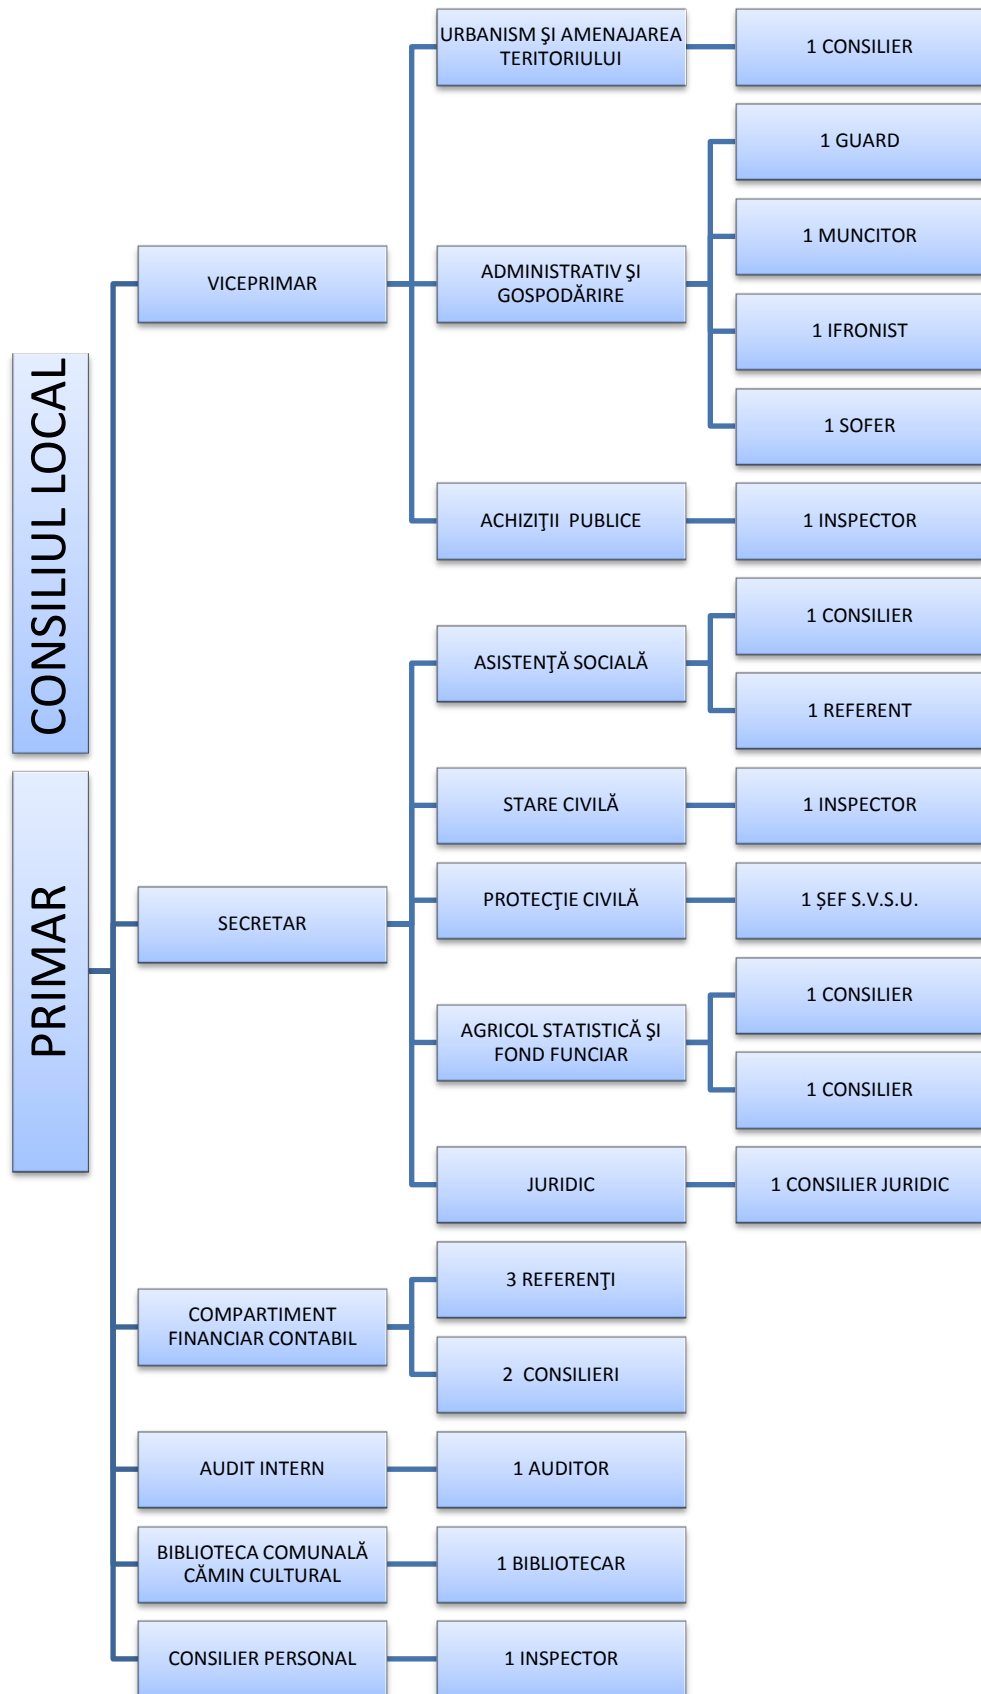 CONSILIUL LOCAL
PRIMAR
VICEPRIMAR
URBANISM ŞI AMENAJAREA
TERITORIULUI
1 CONSILIER
ADMINISTRATIV ŞI
GOSPODĂRIRE
1 GUARD
1 MUNCITOR
1 IFRONIST
1 SOFER
ACHIZIŢII  PUBLICE
1 INSPECTOR
SECRETAR
ASISTENŢĂ SOCIALĂ
1 CONSILIER
1 REFERENT
STARE CIVILĂ
1 INSPECTOR
PROTECŢIE CIVILĂ
1 ȘEF S.V.S.U.
AGRICOL STATISTICĂ ŞI
FOND FUNCIAR
1 CONSILIER
1 CONSILIER
JURIDIC
1 CONSILIER JURIDIC
COMPARTIMENT
FINANCIAR CONTABIL
3 REFERENŢI
2  CONSILIERI
AUDIT INTERN
1 AUDITOR
BIBLIOTECA COMUNALĂ
CĂMIN CULTURAL
1 BIBLIOTECAR
CONSILIER PERSONAL
1 INSPECTOR